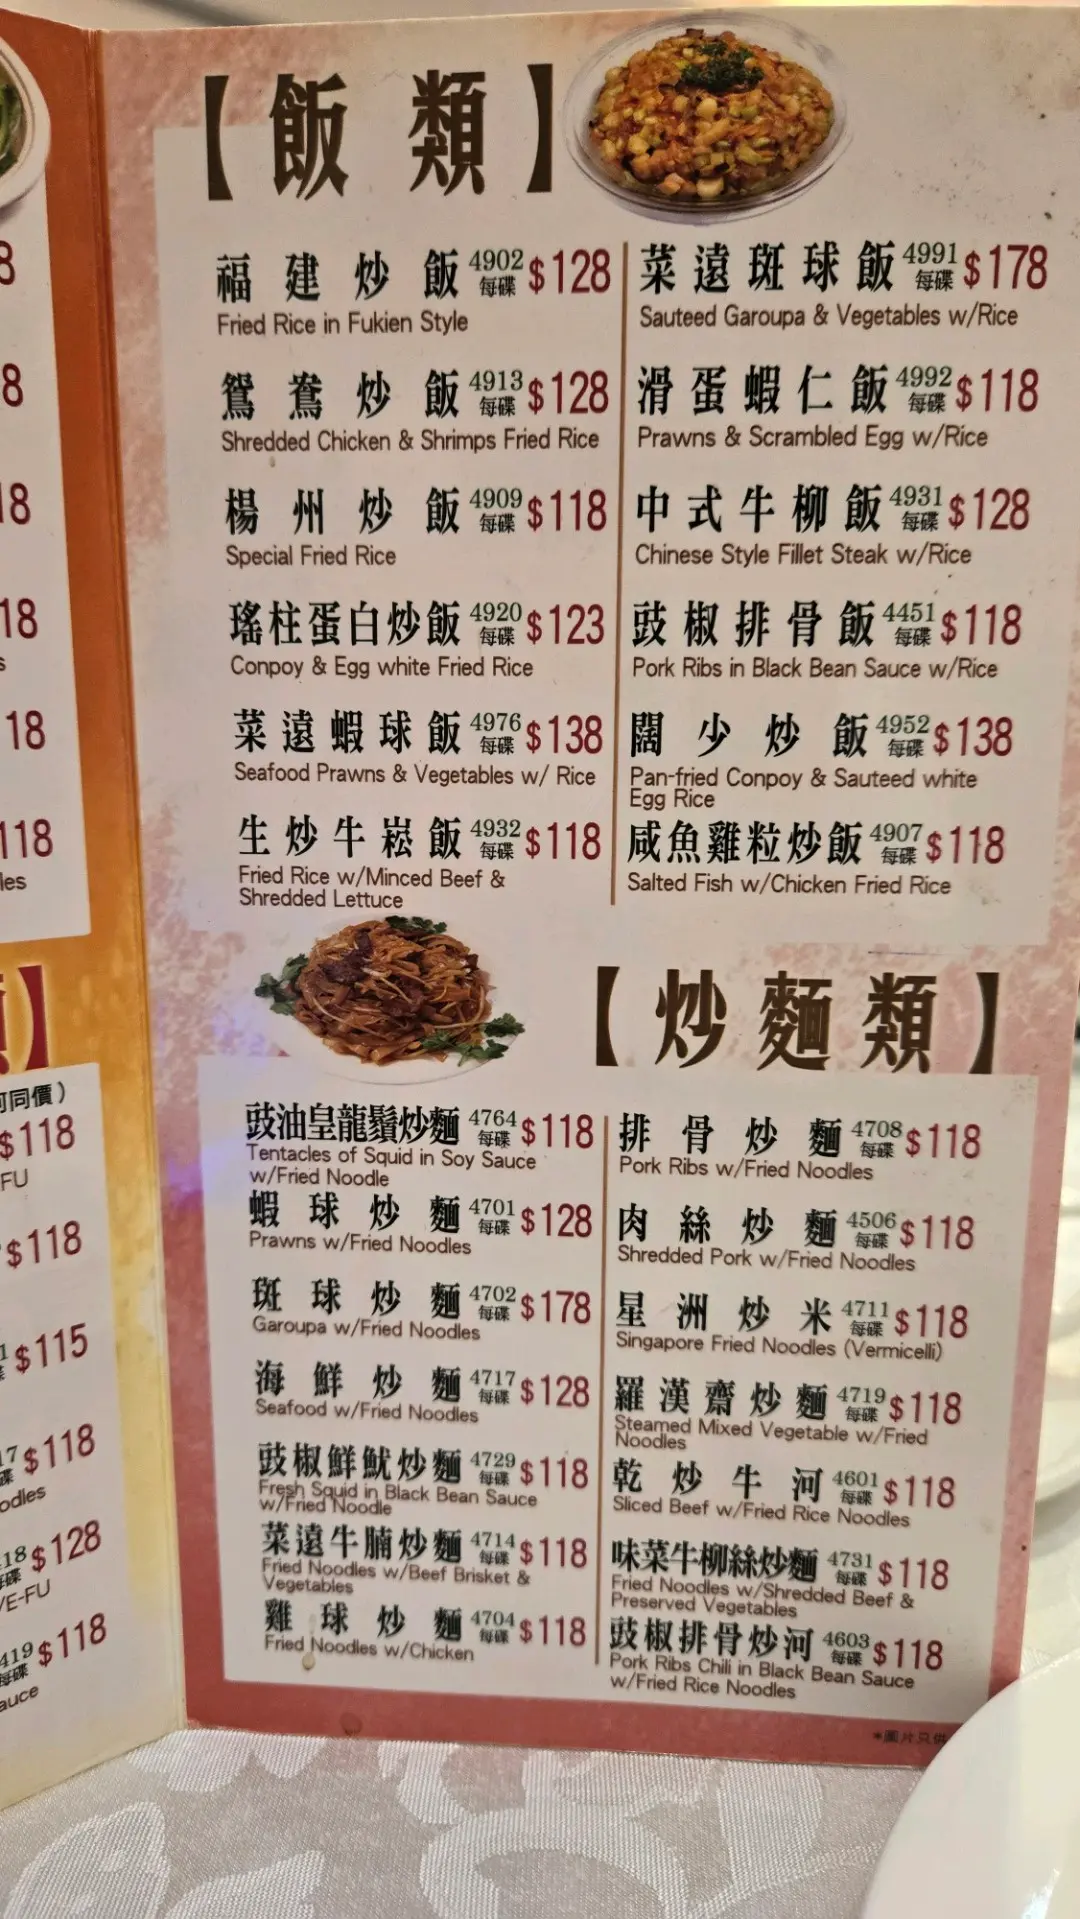 【飯類】
福建炒飯 4902 每碟 $128
Fried Rice in Fukien Style
鴛鴦炒飯 4913 每碟 $128
Shredded Chicken & Shrimps Fried Rice
楊州炒飯 4909 每碟 $118
Special Fried Rice
瑤柱蛋白炒飯 4920 每碟 $123
Conpoy & Egg white Fried Rice
菜遠蝦球飯 4976 每碟 $138
Seafood Prawns & Vegetables w/ Rice
生炒牛崧飯 4932 每碟 $118
Fried Rice w/Minced Beef &
Shredded Lettuce
菜遠斑球飯 4991 每碟 $178
Sauteed Garoupa & Vegetables w/Rice
滑蛋蝦仁飯 4992 每碟 $118
Prawns & Scrambled Egg w/Rice
中式牛柳飯 4931 每碟 $128
Chinese Style Fillet Steak w/Rice
豉椒排骨飯 4451 每碟 $118
Pork Ribs in Black Bean Sauce w/Rice
闊少炒飯 4952 每碟 $138
Pan-fried Conpoy & Sauteed white
Egg Rice
咸魚雞粒炒飯 4907 每碟 $118
Salted Fish w/Chicken Fried Rice
【炒麵類】
豉油皇龍鬚炒麵 4764 每碟 $118
Tentacles of Squid in Soy Sauce
w/Fried Noodle
蝦球炒麵 4701 每碟 $128
Prawns w/Fried Noodles
斑球炒麵 4702 每碟 $178
Garoupa w/Fried Noodles
海鮮炒麵 4717 每碟 $128
Seafood w/Fried Noodles
豉椒鮮魷炒麵 4729 每碟 $118
Fresh Squid in Black Bean Sauce
w/Fried Noodle
菜遠牛腩炒麵 4714 每碟 $118
Fried Noodles w/Beef Brisket &
Vegetables
雞球炒麵 4704 每碟 $118
Fried Noodles w/Chicken
排骨炒麵 4708 每碟 $118
Pork Ribs w/Fried Noodles
肉絲炒麵 4506 每碟 $118
Shredded Pork w/Fried Noodles
星洲炒米 4711 每碟 $118
Singapore Fried Noodles (Vermicelli)
羅漢齋炒麵 4719 每碟 $118
Steamed Mixed Vegetable w/Fried
Noodles
乾炒牛河 4601 每碟 $118
Sliced Beef w/Fried Rice Noodles
味菜牛柳絲炒麵 4731 每碟 $118
Fried Noodles w/Shredded Beef &
Preserved Vegetables
豉椒排骨炒河 4603 每碟 $118
Pork Ribs Chili in Black Bean Sauce
w/Fried Rice Noodles
*圖片只供
同價）
$118
FU
$118
$115
$118
$128
/E-FU
419 每碟 $118